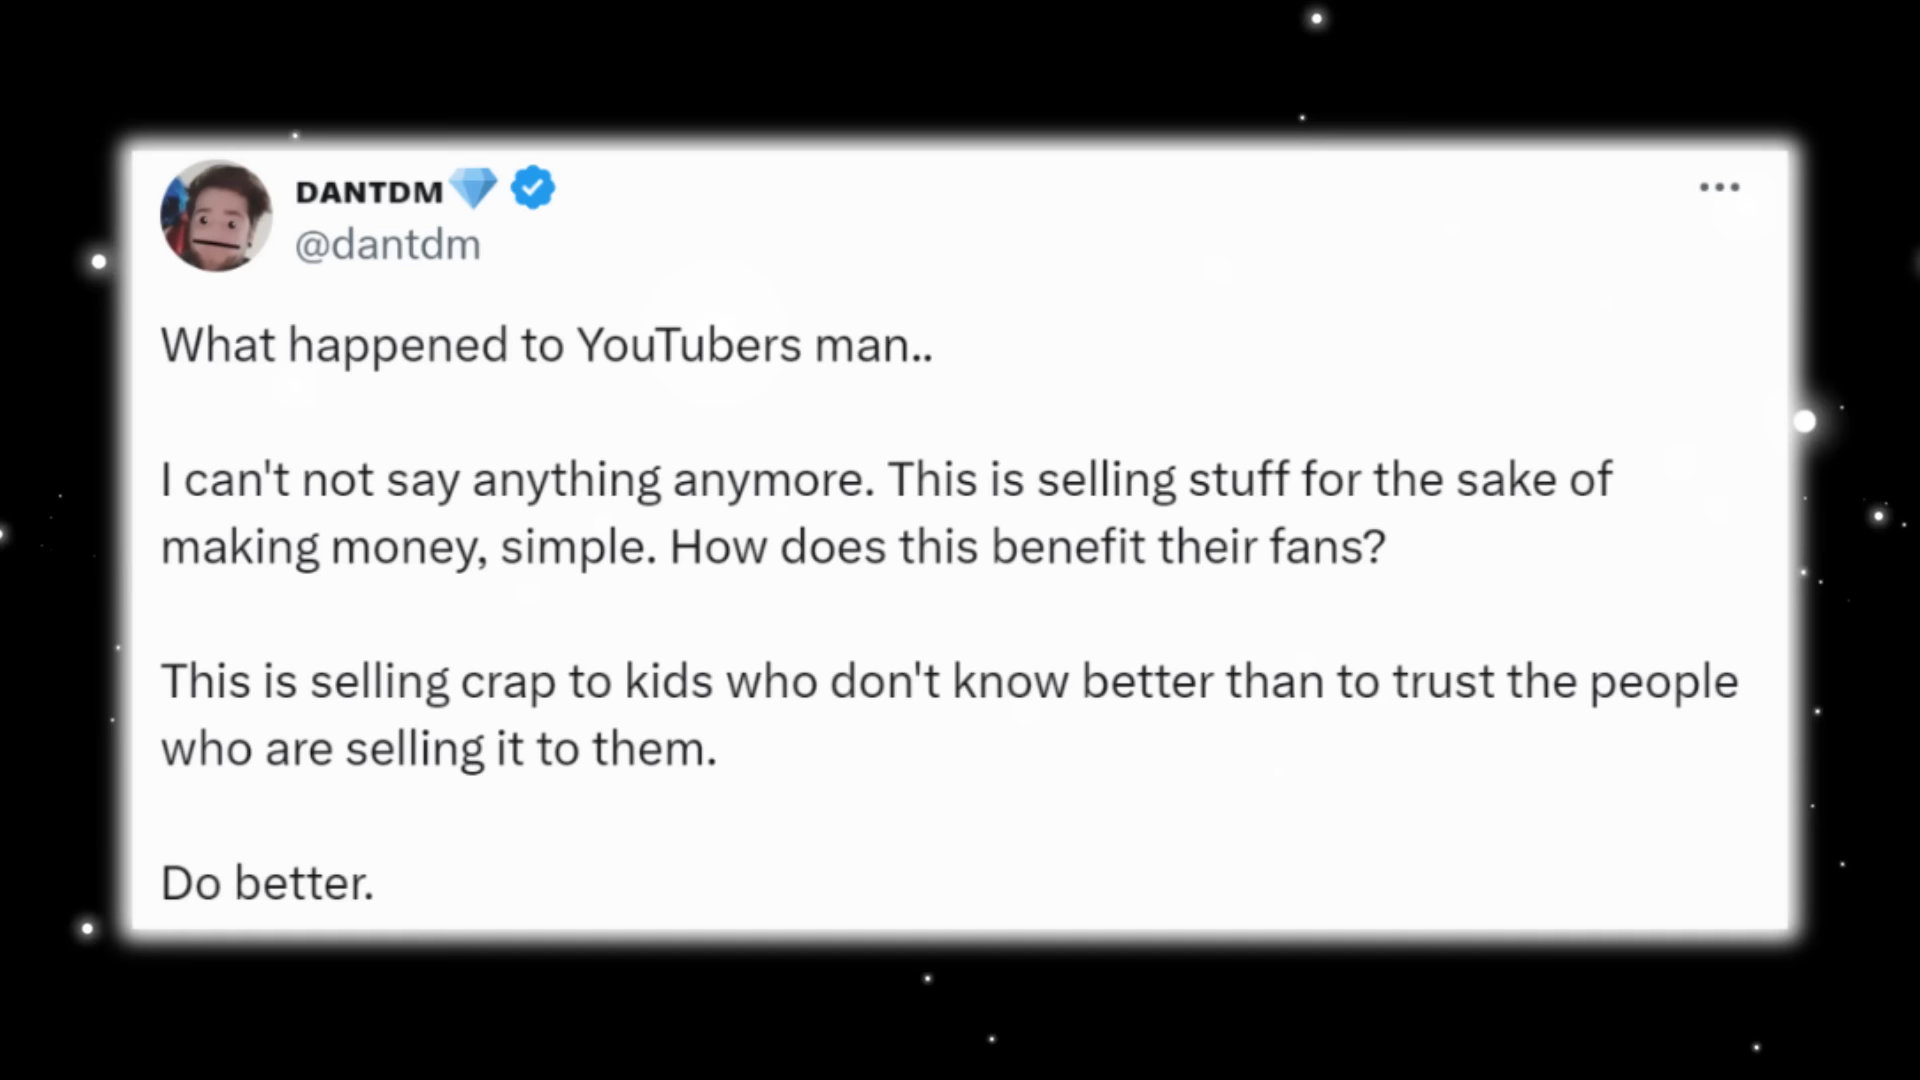 DANTDM💎
@dantdm
What happened to YouTubers man..
I can't not say anything anymore. This is selling stuff for the sake of
making money, simple. How does this benefit their fans?
This is selling crap to kids who don't know better than to trust the people
who are selling it to them.
Do better.